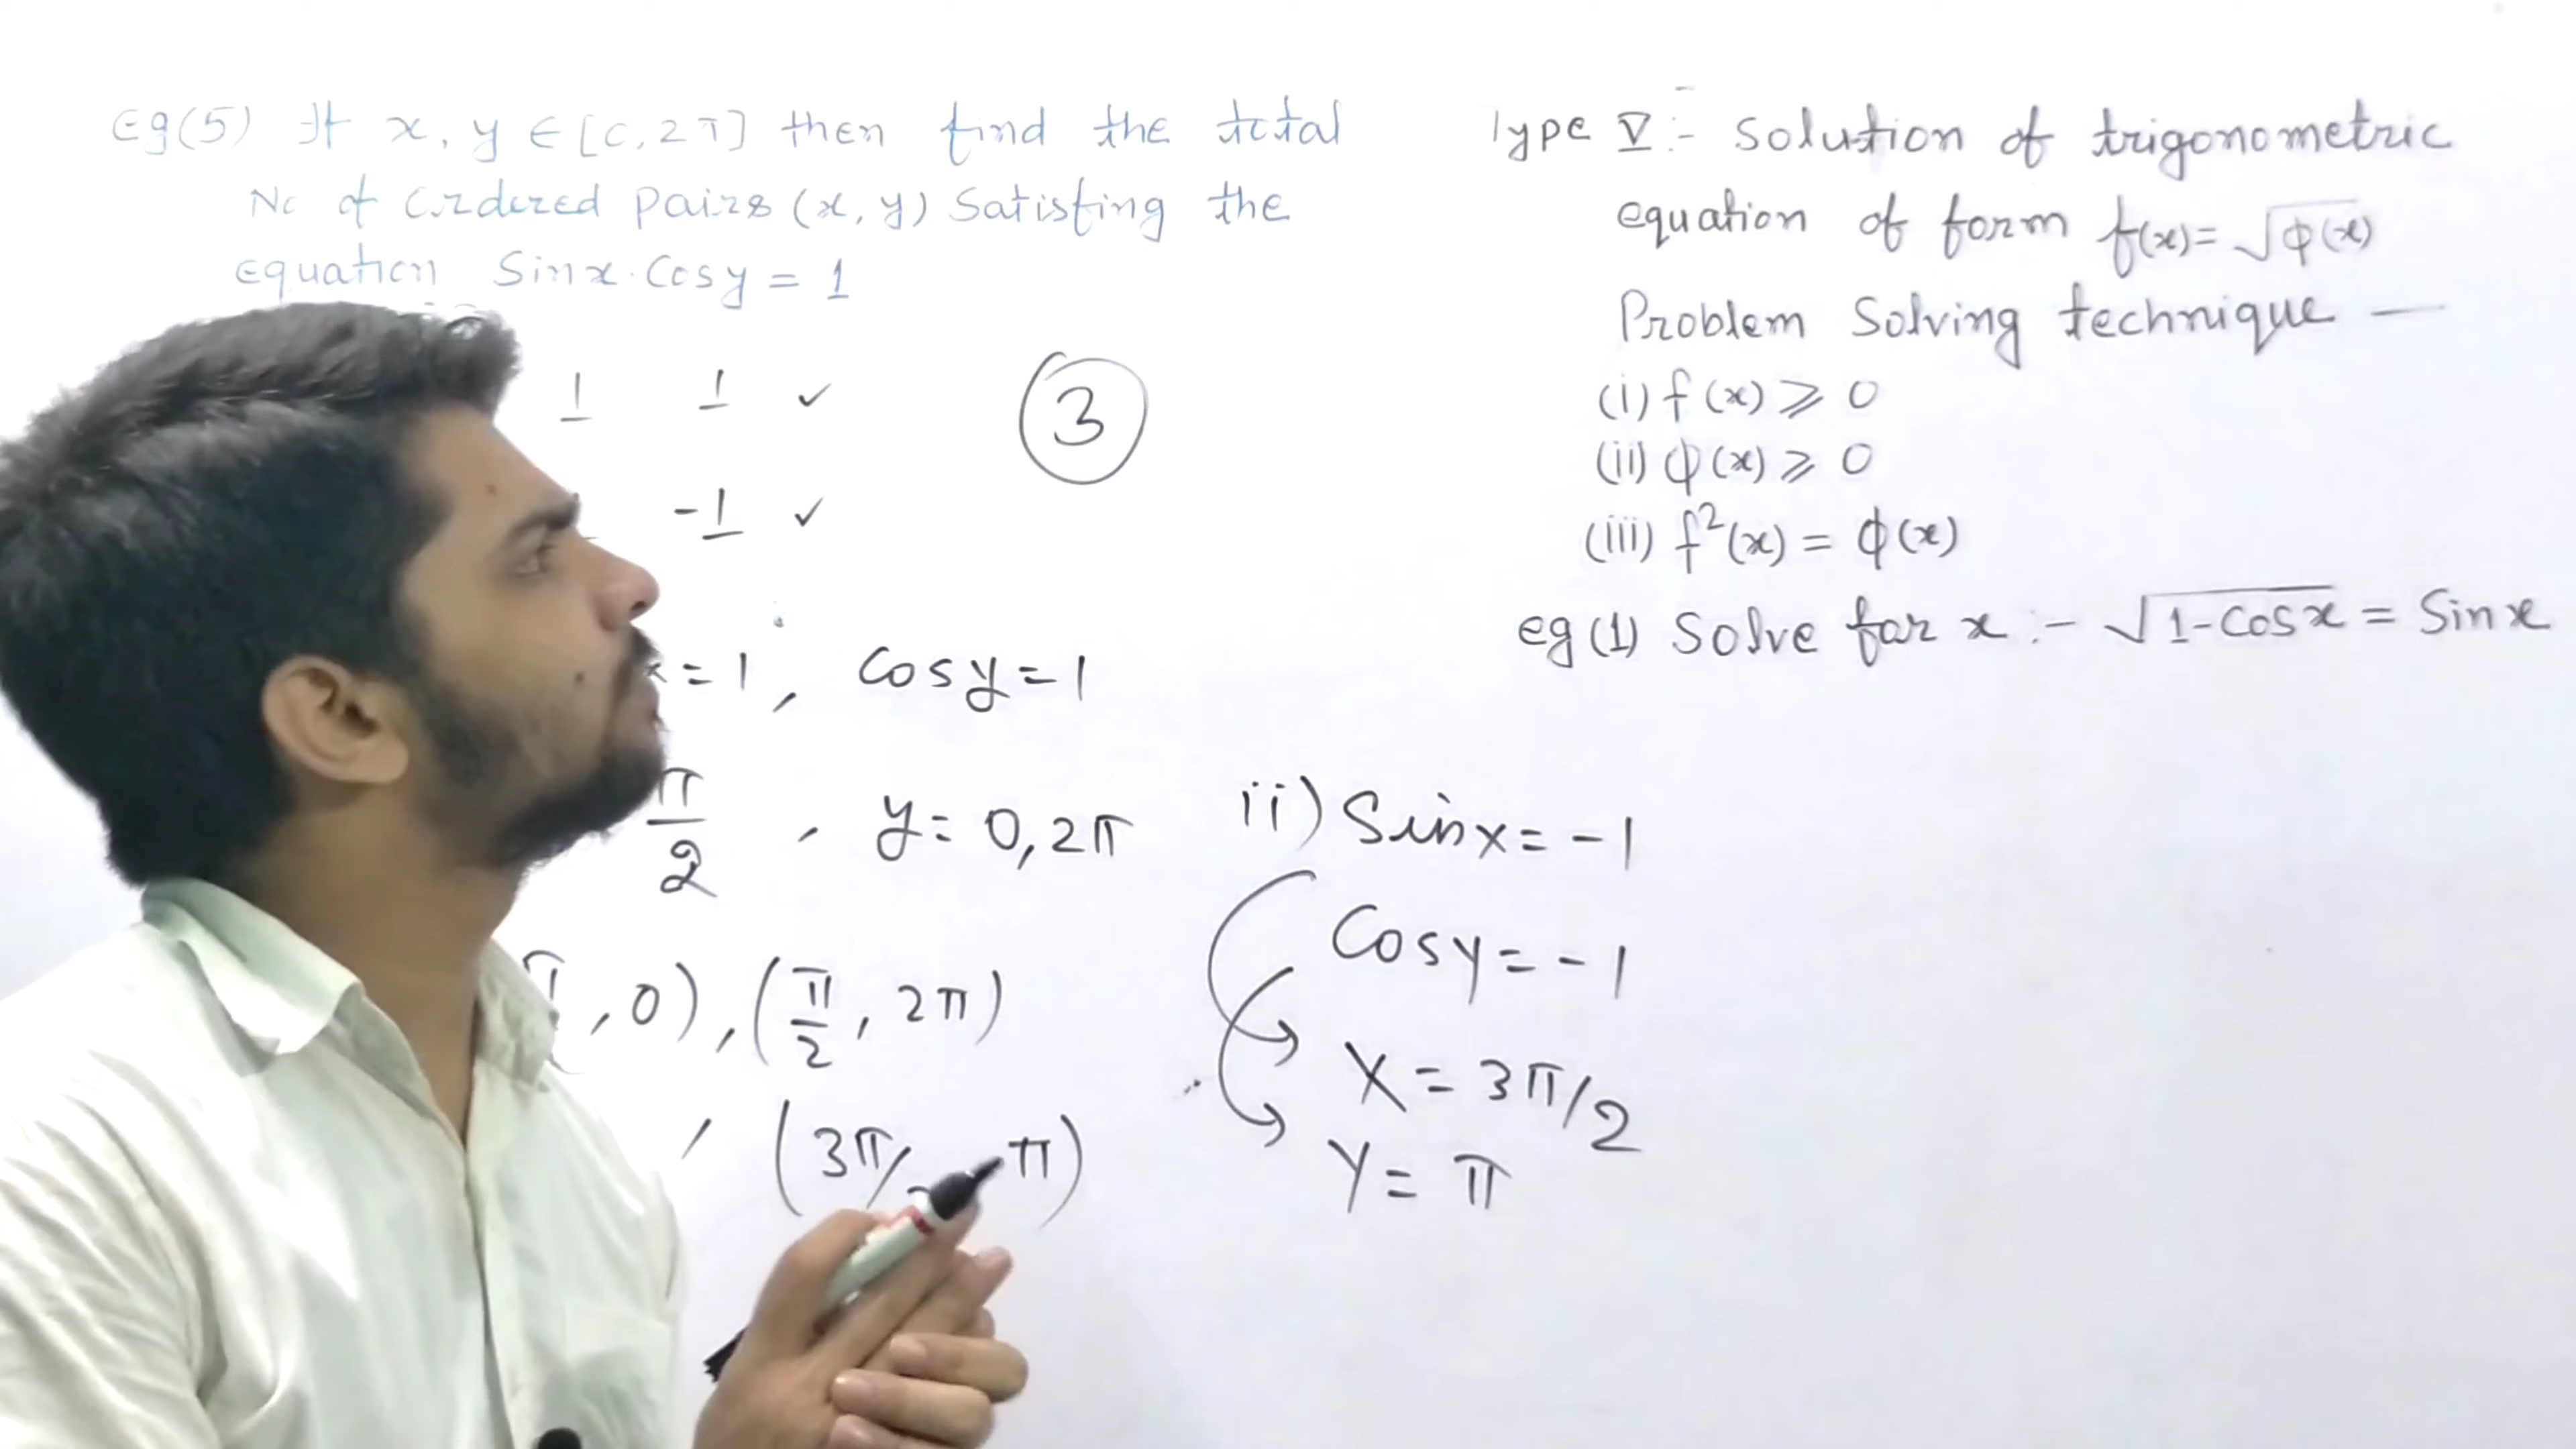 Eg(5) If x, y ∈ [0, 2π] then find the total
No of ordered pairs (x, y) Satisfing the
equation Sinx·Cosy = 1
1 1 ✓
-1 ✓
3
x = 1, Cosy = 1
π/2 , y = 0, 2π
, 0), (π/2, 2π)
, (3π/ π)
ii) Sinx = -1
Cosy = -1
X = 3π/2
Y = π
Type V :- Solution of trigonometric
equation of form f(x) = √φ(x)
Problem Solving technique —
(i) f(x) ⩾ 0
(ii) φ(x) ⩾ 0
(iii) f²(x) = φ(x)
eg (1) Solve for x :- √1-Cosx = Sinx